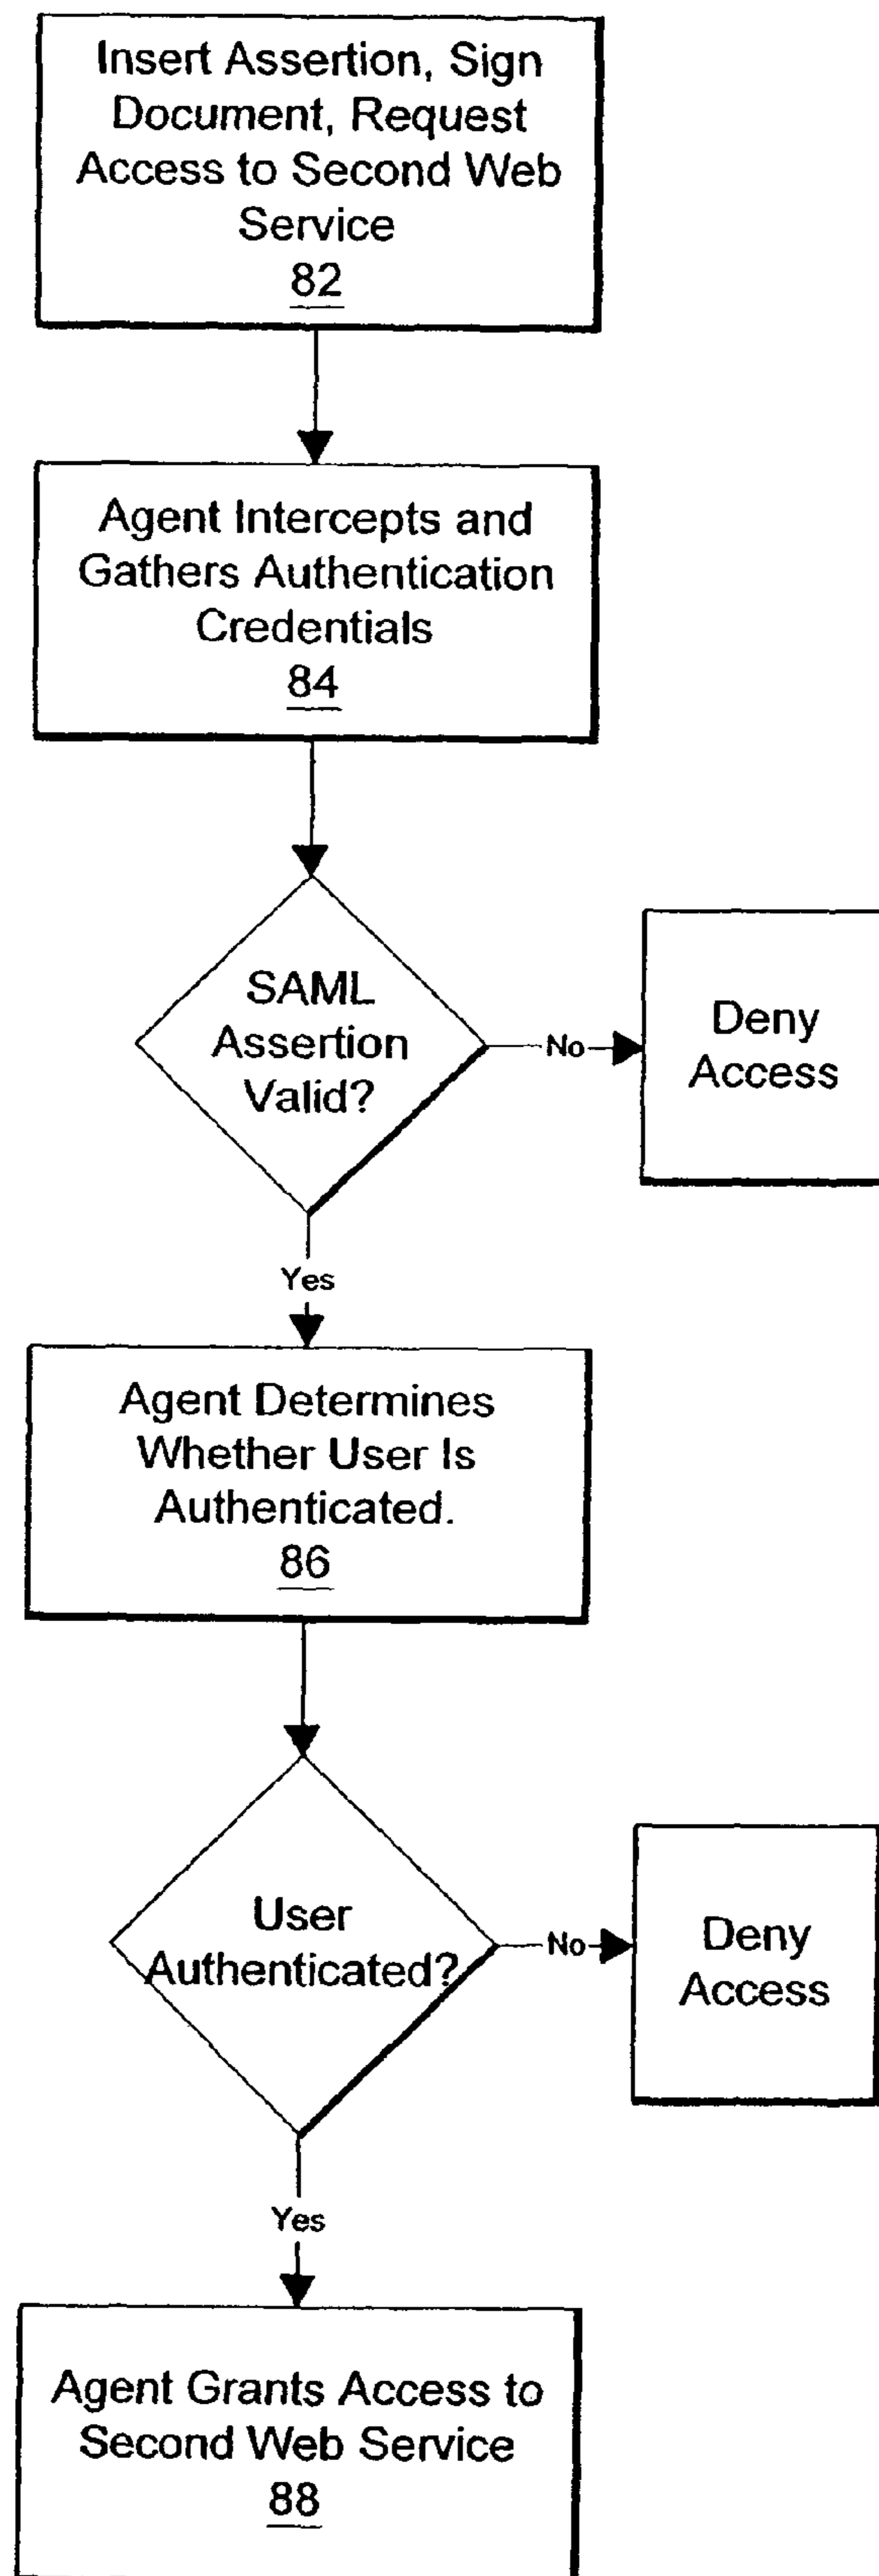 Insert Assertion, Sign
Document, Request
Access to Second Web
Service
82
Agent Intercepts and
Gathers Authentication
Credentials
84
SAML
Assertion
Valid?
No
Deny
Access
Yes
Agent Determines
Whether User Is
Authenticated.
86
User
Authenticated?
No
Deny
Access
Yes
Agent Grants Access to
Second Web Service
88